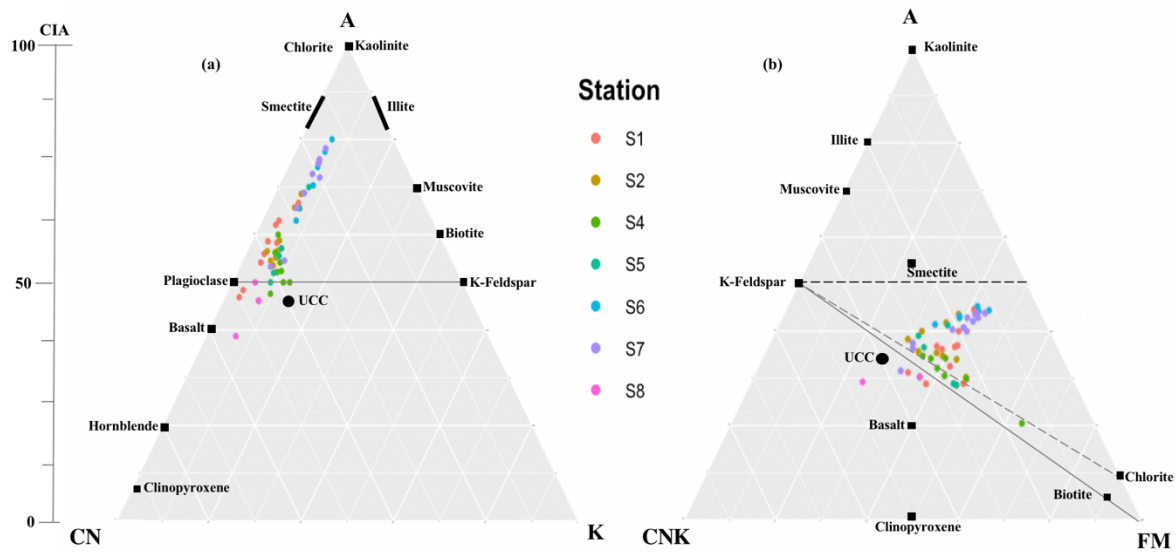 CIA
100
50
0
A
Chlorite Kaolinite
(a)
Smectite
Illite
Muscovite
Biotite
Plagioclase
K-Feldspar
UCC
Basalt
Hornblende
Clinopyroxene
CN
K
Station
S1
S2
S4
S5
S6
S7
S8
A
(b)
Kaolinite
Illite
Muscovite
Smectite
K-Feldspar
UCC
Basalt
Chlorite
Biotite
Clinopyroxene
CNK
FM